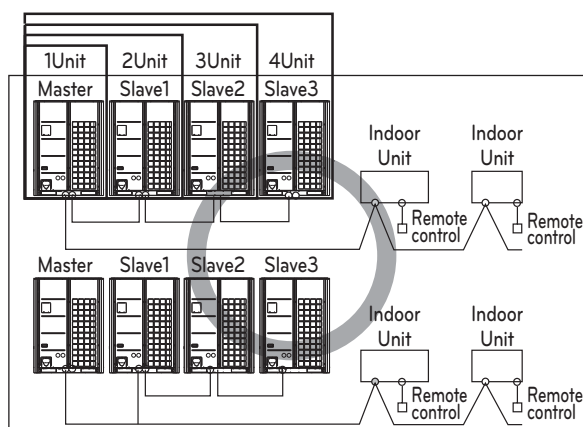 1Unit 2Unit 3Unit 4Unit
Master Slave1 Slave2 Slave3
Indoor Unit
Indoor Unit
Remote control
Remote control
Master Slave1 Slave2 Slave3
Indoor Unit
Indoor Unit
Remote control
Remote control